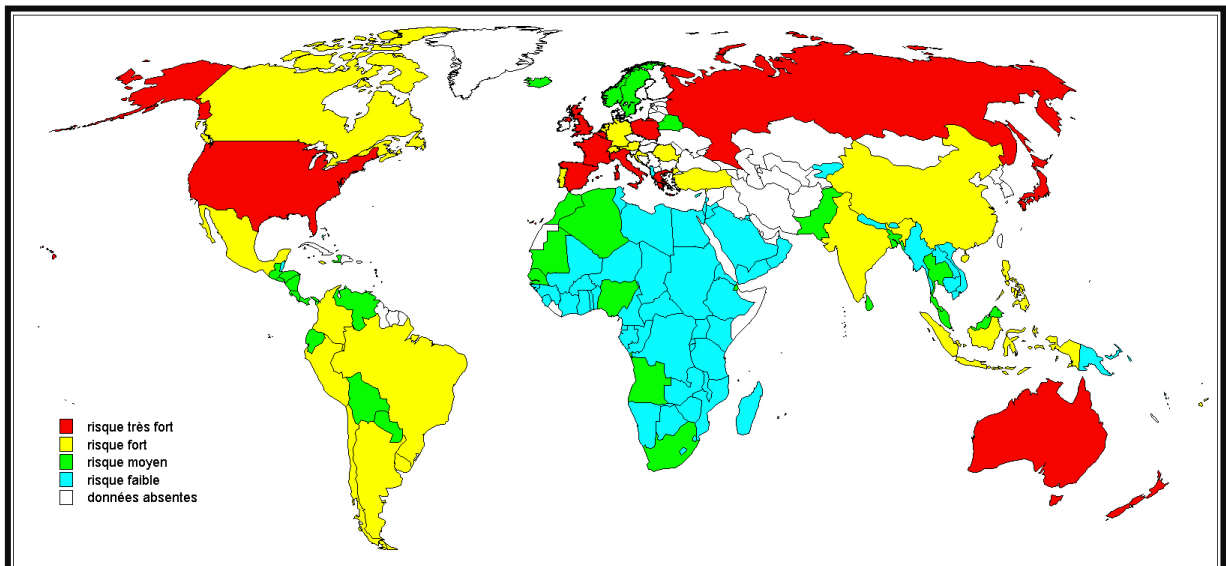 risque très fort
risque fort
risque moyen
risque faible
données absentes